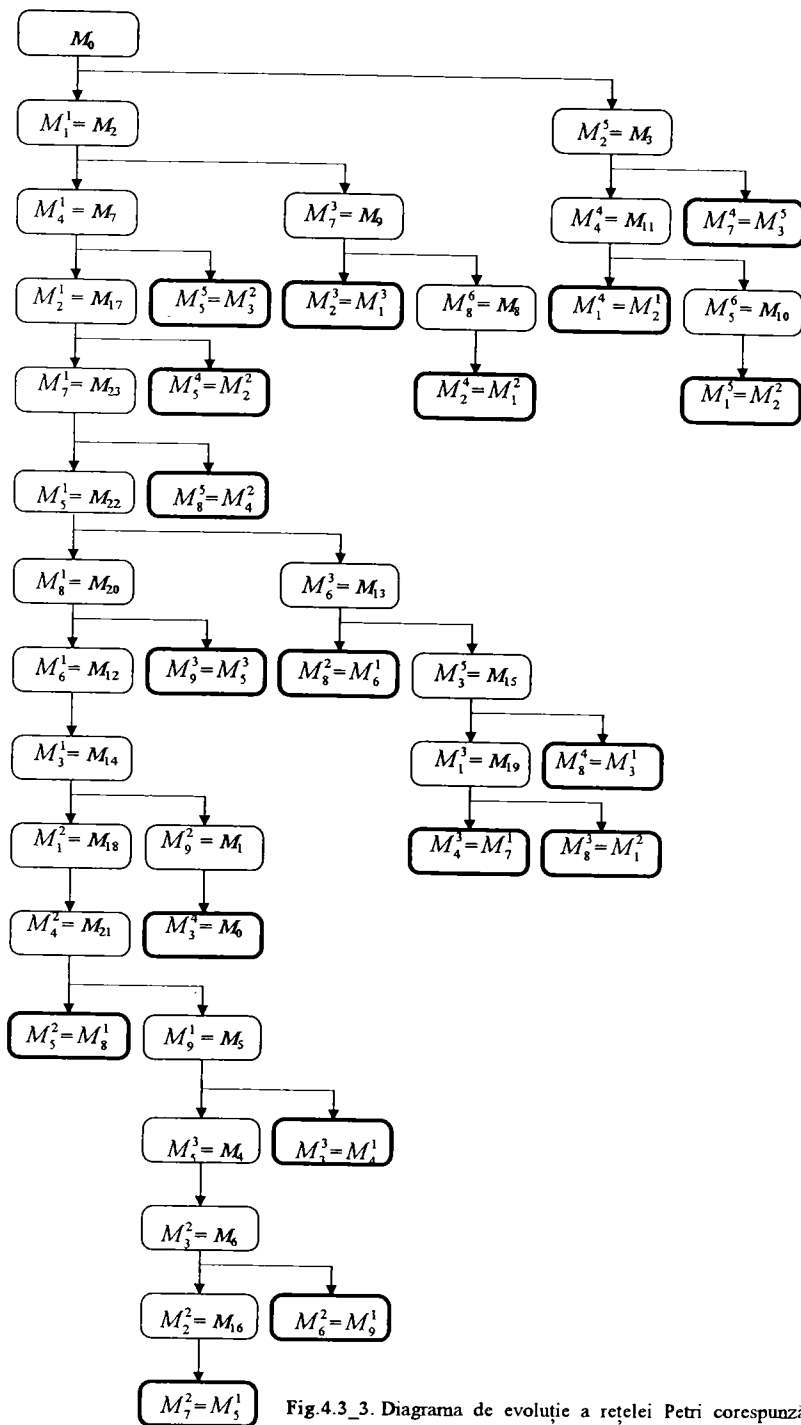 M₀
M₁¹ = M₂ M₂⁵ = M₃
M₄¹ = M₇ M₇³ = M₉ M₄⁴ = M₁₁ M₇⁴ = M₃⁵
M₂¹ = M₁₇ M₅⁵ = M₃² M₂³ = M₁³ M₈⁶ = M₈ M₁⁴ = M₂¹ M₅⁶ = M₁₀
M₇¹ = M₂₃ M₅⁴ = M₂² M₂⁴ = M₁² M₁⁵ = M₂²
M₅¹ = M₂₂ M₈⁵ = M₄²
M₈¹ = M₂₀ M₆³ = M₁₃
M₆¹ = M₁₂ M₉³ = M₅³ M₈² = M₆¹ M₃⁵ = M₁₅
M₃¹ = M₁₄ M₁³ = M₁₉ M₈⁴ = M₃¹
M₁² = M₁₈ M₉² = M₁ M₄³ = M₇¹ M₈³ = M₁²
M₄² = M₂₁ M₃⁴ = M₀
M₅² = M₈¹ M₉¹ = M₅
M₅³ = M₄ M₃³ = M₄¹
M₃² = M₆
M₂² = M₁₆ M₆² = M₉¹
M₇² = M₅¹
Fig.4.3_3. Diagrama de evoluție a rețelei Petri corespunză